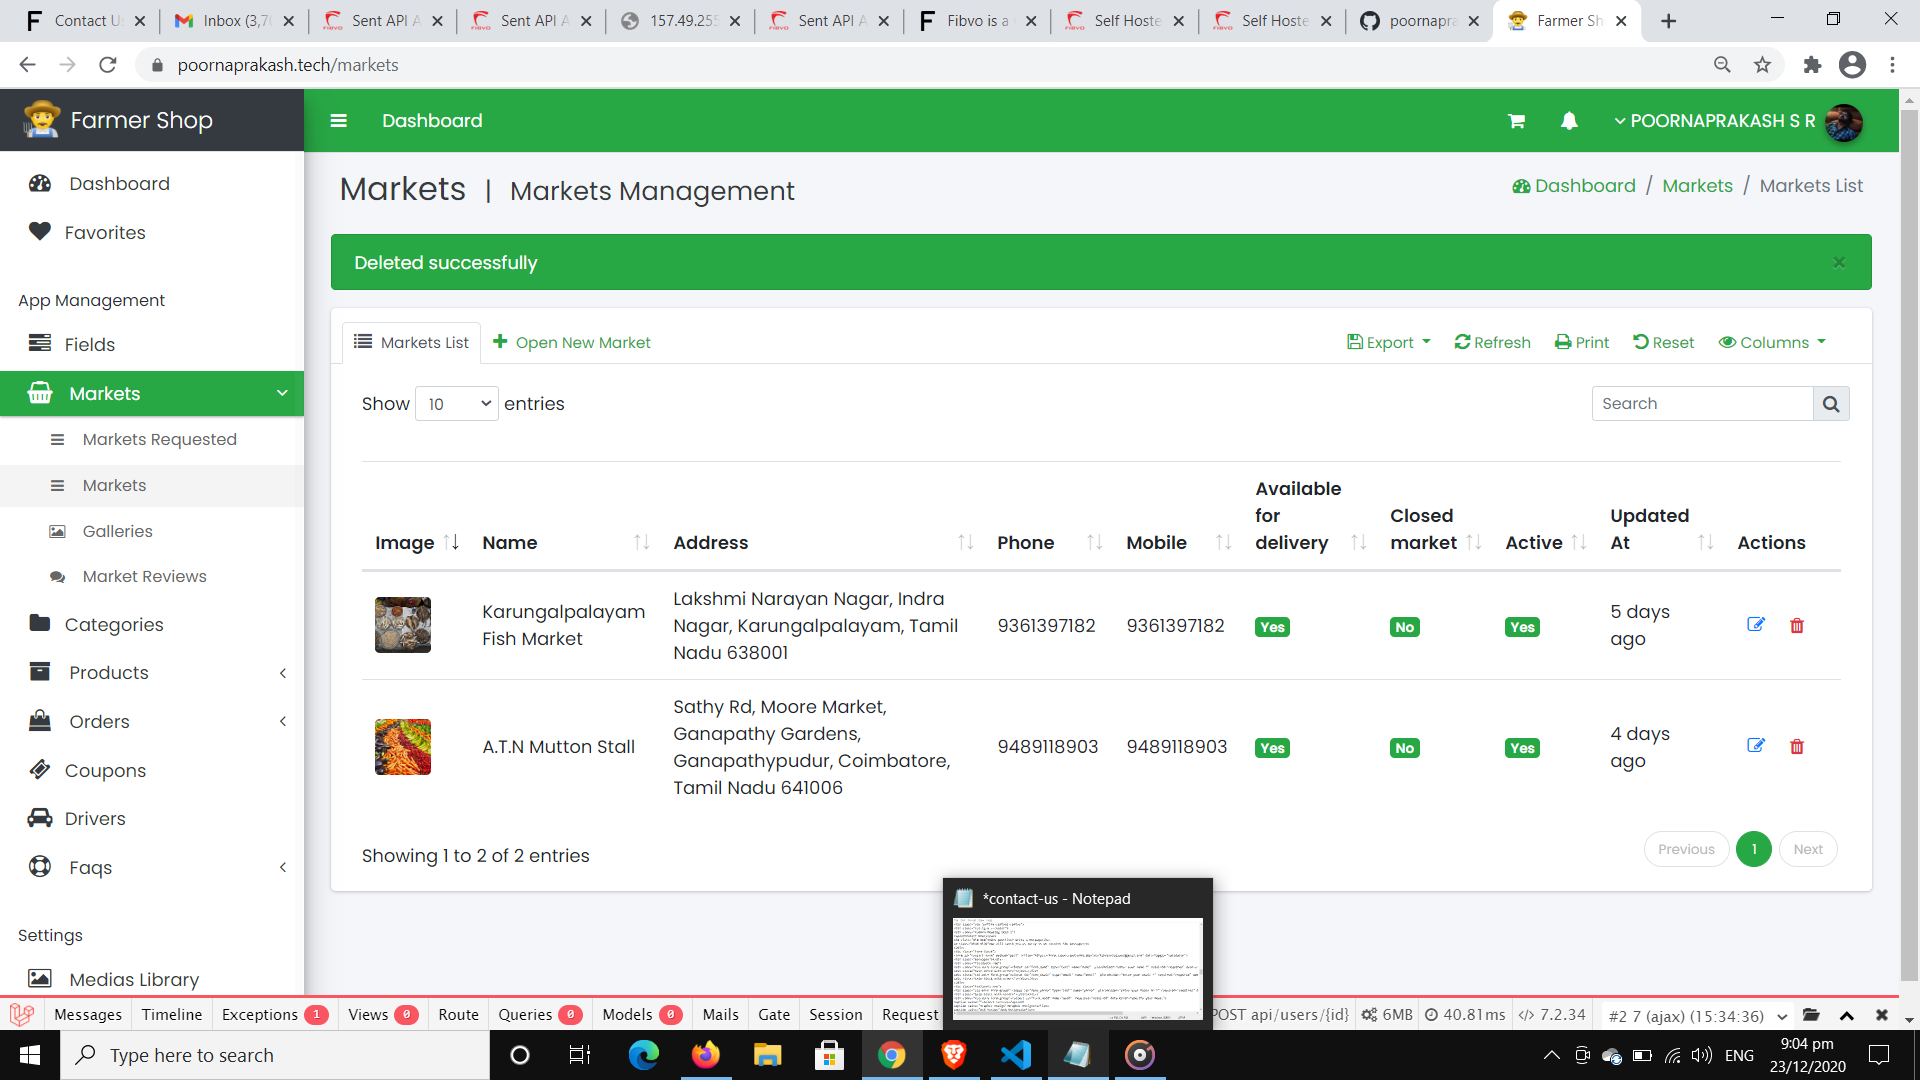 Contact U
Inbox (3,70
Sent API A
Sent API A
157.49.255
Sent API A
Fibvo is a
Self Hoste
Self Hoste
poornapra
Farmer Sh
poornaprakash.tech/markets
Farmer Shop
Dashboard
POORNAPRAKASH S R
Dashboard
Favorites
App Management
Fields
Markets
Markets Requested
Markets
Galleries
Market Reviews
Categories
Products
Orders
Coupons
Drivers
Faqs
Settings
Medias Library
Markets | Markets Management
Dashboard / Markets / Markets List
Deleted successfully ×
Markets List
Open New Market
Export
Refresh
Print
Reset
Columns
Show 10 entries
Search
Image
Name
Address
Phone
Mobile
Available for delivery
Closed market
Active
Updated At
Actions
Karungalpalayam
Fish Market
Lakshmi Narayan Nagar, Indra
Nagar, Karungalpalayam, Tamil
Nadu 638001
9361397182
9361397182
Yes
No
Yes
5 days
ago
A.T.N Mutton Stall
Sathy Rd, Moore Market,
Ganapathy Gardens,
Ganapathypudur, Coimbatore,
Tamil Nadu 641006
9489118903
9489118903
Yes
No
Yes
4 days
ago
Showing 1 to 2 of 2 entries
Previous 1 Next
*contact-us - Notepad
Messages
Timeline
Exceptions 1
Views 0
Route
Queries 0
Models 0
Mails
Gate
Session
Request
POST api/users/{id}
6MB
40.81ms
7.2.34
#2 7 (ajax) (15:34:36)
Type here to search
ENG
9:04 pm
23/12/2020